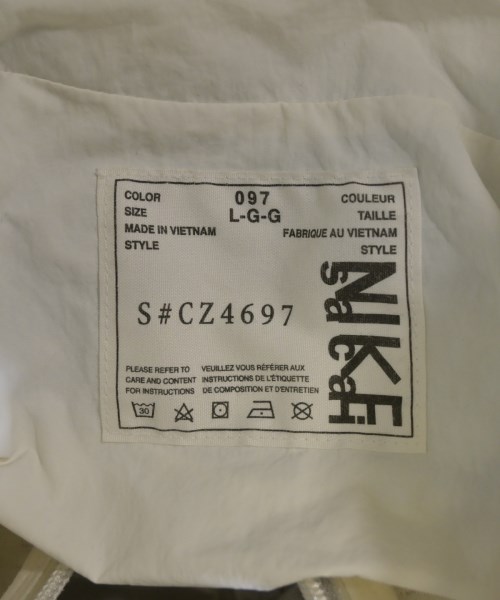 COLOR 097 COULEUR
SIZE L-G-G TAILLE
MADE IN VIETNAM FABRIQUE AU VIETNAM
STYLE STYLE
S#CZ4697
NIKE
sacai
PLEASE REFER TO VEUILLEZ VOUS RÉFÉRER AUX
CARE AND CONTENT INSTRUCTIONS DE L'ÉTIQUETTE
FOR INSTRUCTIONS DE COMPOSITION ET D'ENTRETIEN
30